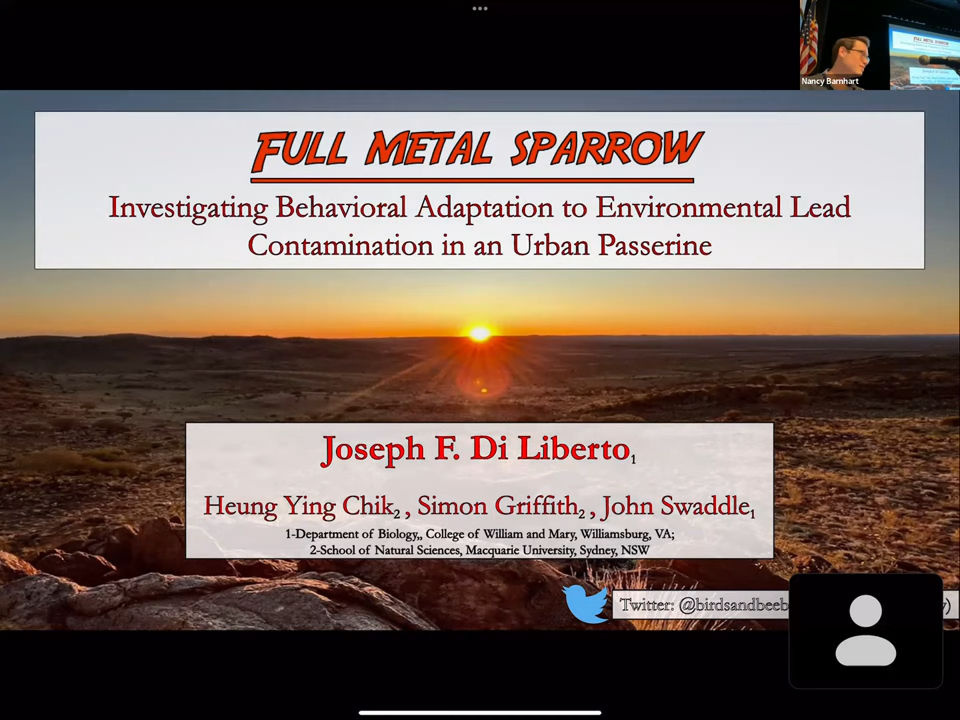 Nancy Barnhart
FULL METAL SPARROW
Investigating Behavioral Adaptation to Environmental Lead
Contamination in an Urban Passerine
Joseph F. Di Liberto1
Heung Ying Chik2 , Simon Griffith2 , John Swaddle1
1-Department of Biology,, College of William and Mary, Williamsburg, VA;
2-School of Natural Sciences, Macquarie University, Sydney, NSW
Twitter: